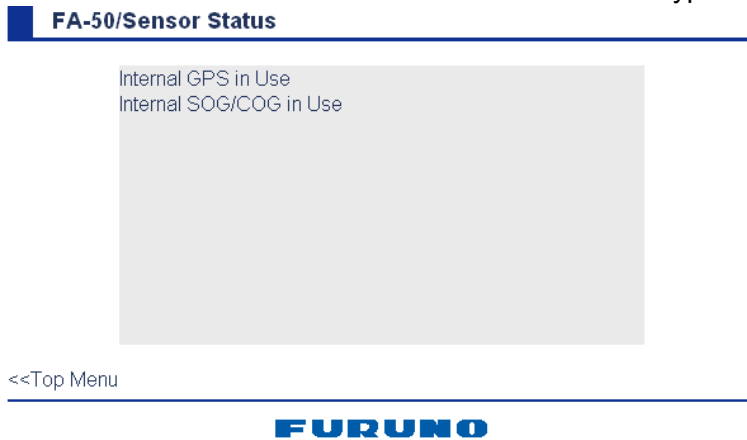 FA-50/Sensor Status
Internal GPS in Use
Internal SOG/COG in Use
<<Top Menu
FURUNO